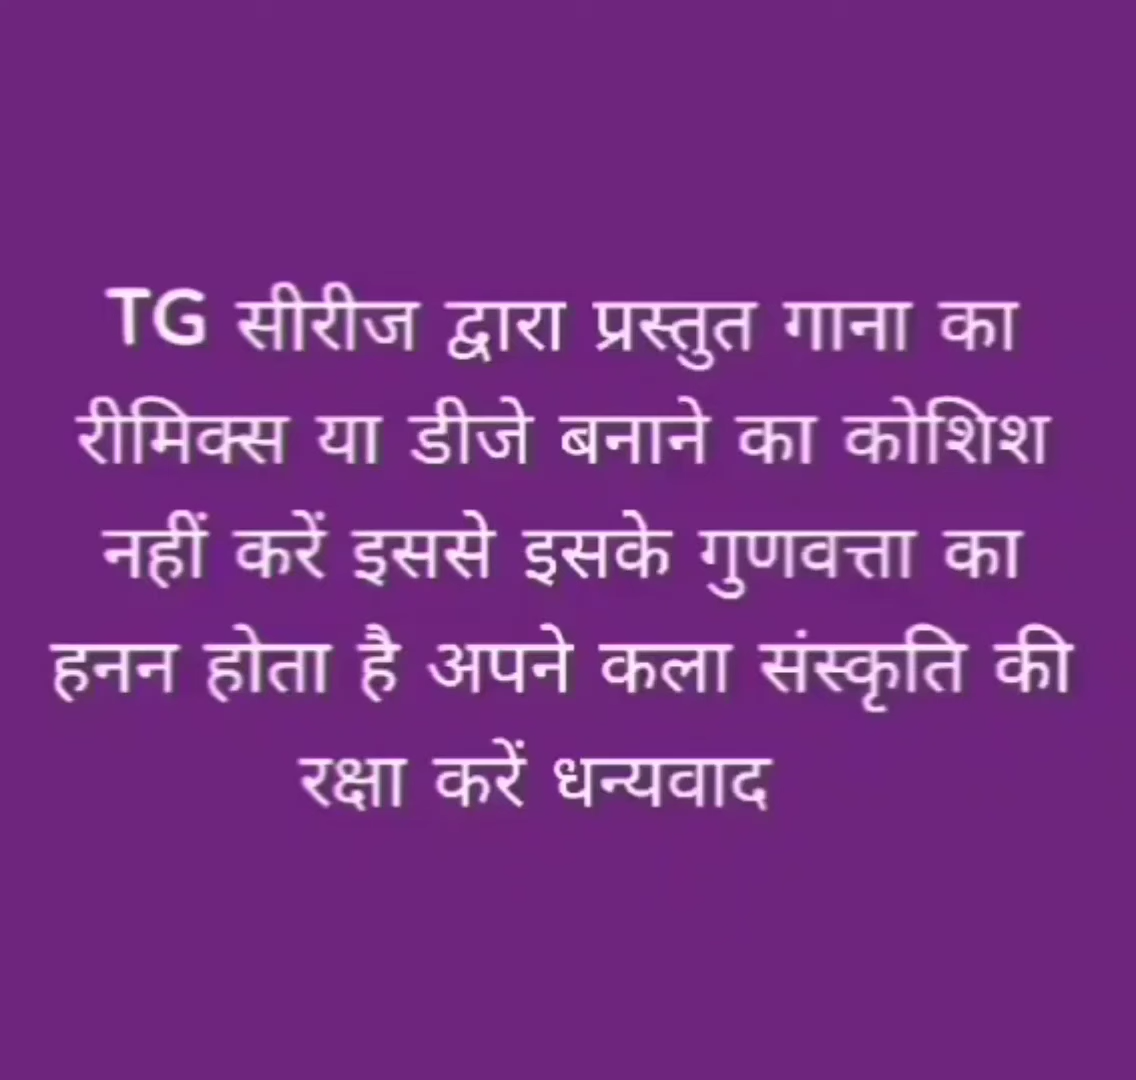 TG सीरीज द्वारा प्रस्तुत गाना का
रीमिक्स या डीजे बनाने का कोशिश
नहीं करें इससे इसके गुणवत्ता का
हनन होता है अपने कला संस्कृति की
रक्षा करें धन्यवाद